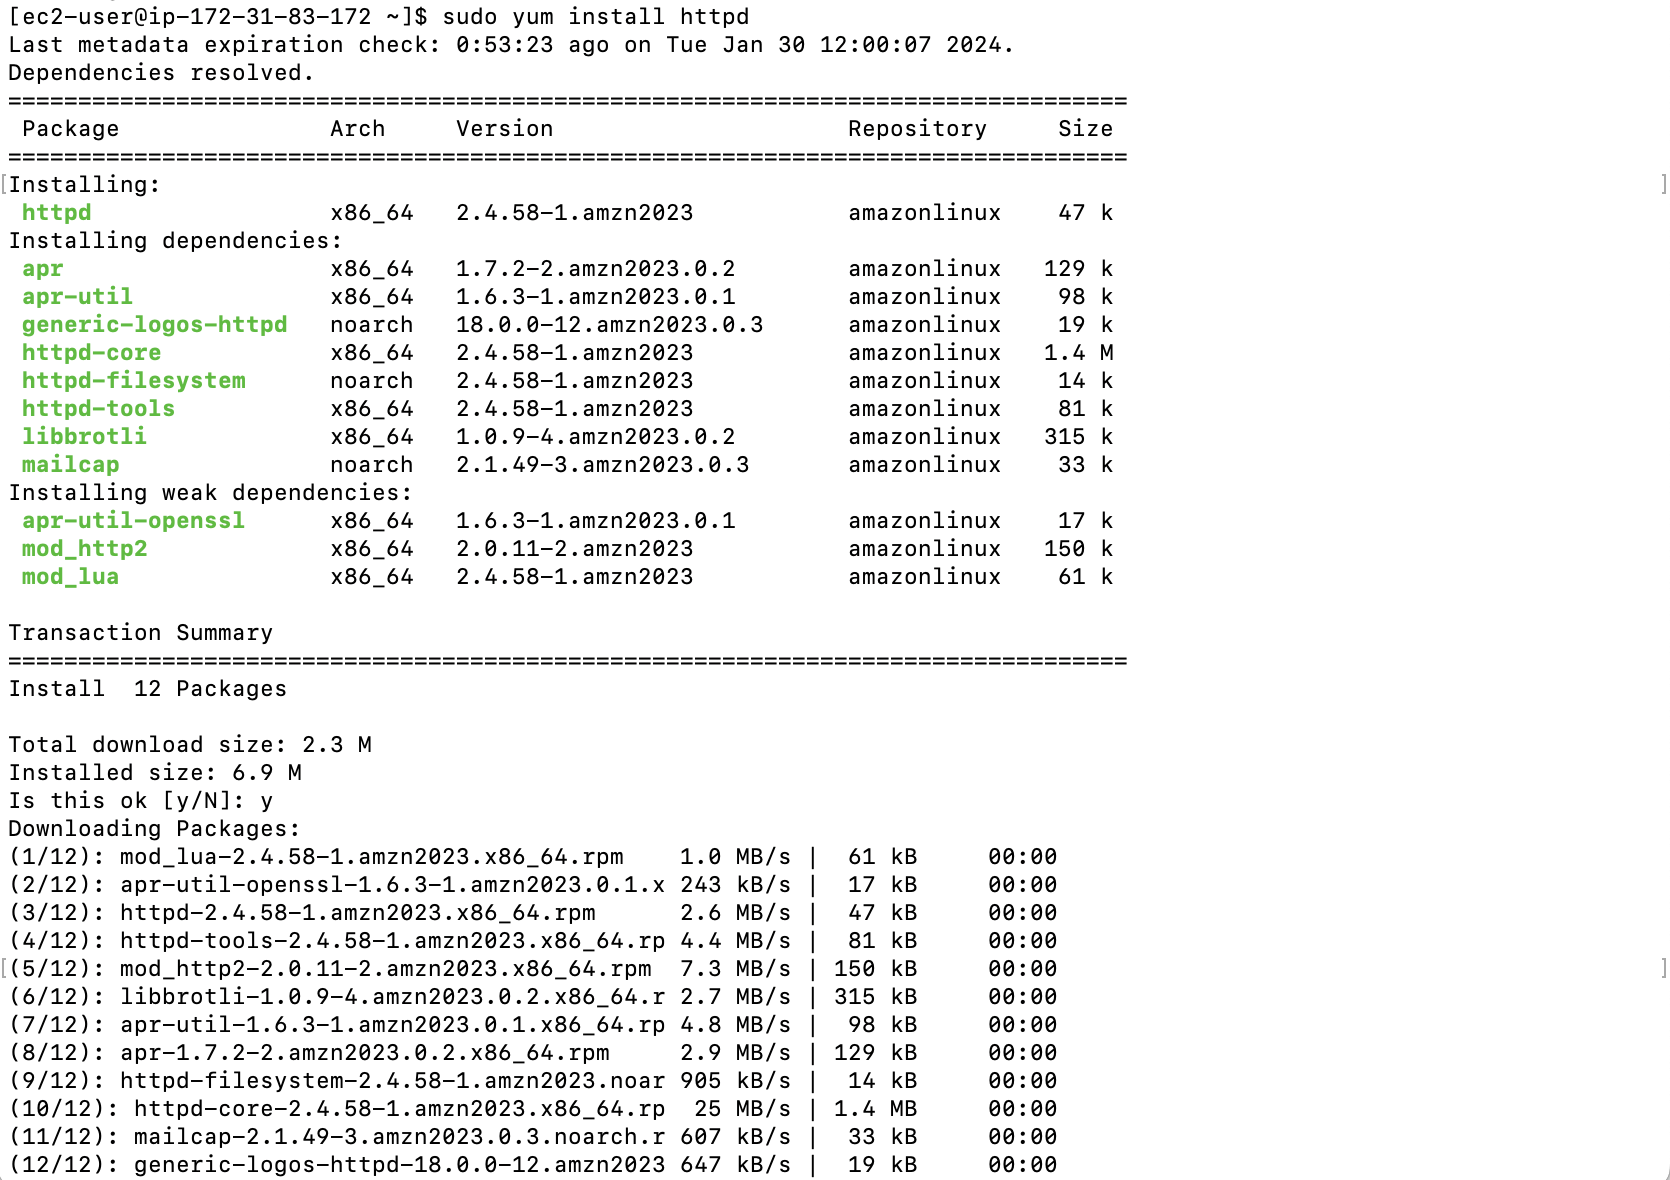 [ec2-user@ip-172-31-83-172 ~]$ sudo yum install httpd
Last metadata expiration check: 0:53:23 ago on Tue Jan 30 12:00:07 2024.
Dependencies resolved.
================================================================================
 Package               Arch     Version                     Repository     Size
================================================================================
Installing:
 httpd                 x86_64   2.4.58-1.amzn2023           amazonlinux    47 k
Installing dependencies:
 apr                   x86_64   1.7.2-2.amzn2023.0.2        amazonlinux   129 k
 apr-util              x86_64   1.6.3-1.amzn2023.0.1        amazonlinux    98 k
 generic-logos-httpd   noarch   18.0.0-12.amzn2023.0.3      amazonlinux    19 k
 httpd-core            x86_64   2.4.58-1.amzn2023           amazonlinux   1.4 M
 httpd-filesystem      noarch   2.4.58-1.amzn2023           amazonlinux    14 k
 httpd-tools           x86_64   2.4.58-1.amzn2023           amazonlinux    81 k
 libbrotli             x86_64   1.0.9-4.amzn2023.0.2        amazonlinux   315 k
 mailcap               noarch   2.1.49-3.amzn2023.0.3       amazonlinux    33 k
Installing weak dependencies:
 apr-util-openssl      x86_64   1.6.3-1.amzn2023.0.1        amazonlinux    17 k
 mod_http2             x86_64   2.0.11-2.amzn2023           amazonlinux   150 k
 mod_lua               x86_64   2.4.58-1.amzn2023           amazonlinux    61 k

Transaction Summary
================================================================================
Install  12 Packages

Total download size: 2.3 M
Installed size: 6.9 M
Is this ok [y/N]: y
Downloading Packages:
(1/12): mod_lua-2.4.58-1.amzn2023.x86_64.rpm    1.0 MB/s |  61 kB     00:00
(2/12): apr-util-openssl-1.6.3-1.amzn2023.0.1.x 243 kB/s |  17 kB     00:00
(3/12): httpd-2.4.58-1.amzn2023.x86_64.rpm      2.6 MB/s |  47 kB     00:00
(4/12): httpd-tools-2.4.58-1.amzn2023.x86_64.rp 4.4 MB/s |  81 kB     00:00
(5/12): mod_http2-2.0.11-2.amzn2023.x86_64.rpm  7.3 MB/s | 150 kB     00:00
(6/12): libbrotli-1.0.9-4.amzn2023.0.2.x86_64.r 2.7 MB/s | 315 kB     00:00
(7/12): apr-util-1.6.3-1.amzn2023.0.1.x86_64.rp 4.8 MB/s |  98 kB     00:00
(8/12): apr-1.7.2-2.amzn2023.0.2.x86_64.rpm     2.9 MB/s | 129 kB     00:00
(9/12): httpd-filesystem-2.4.58-1.amzn2023.noar 905 kB/s |  14 kB     00:00
(10/12): httpd-core-2.4.58-1.amzn2023.x86_64.rp  25 MB/s | 1.4 MB     00:00
(11/12): mailcap-2.1.49-3.amzn2023.0.3.noarch.r 607 kB/s |  33 kB     00:00
(12/12): generic-logos-httpd-18.0.0-12.amzn2023 647 kB/s |  19 kB     00:00